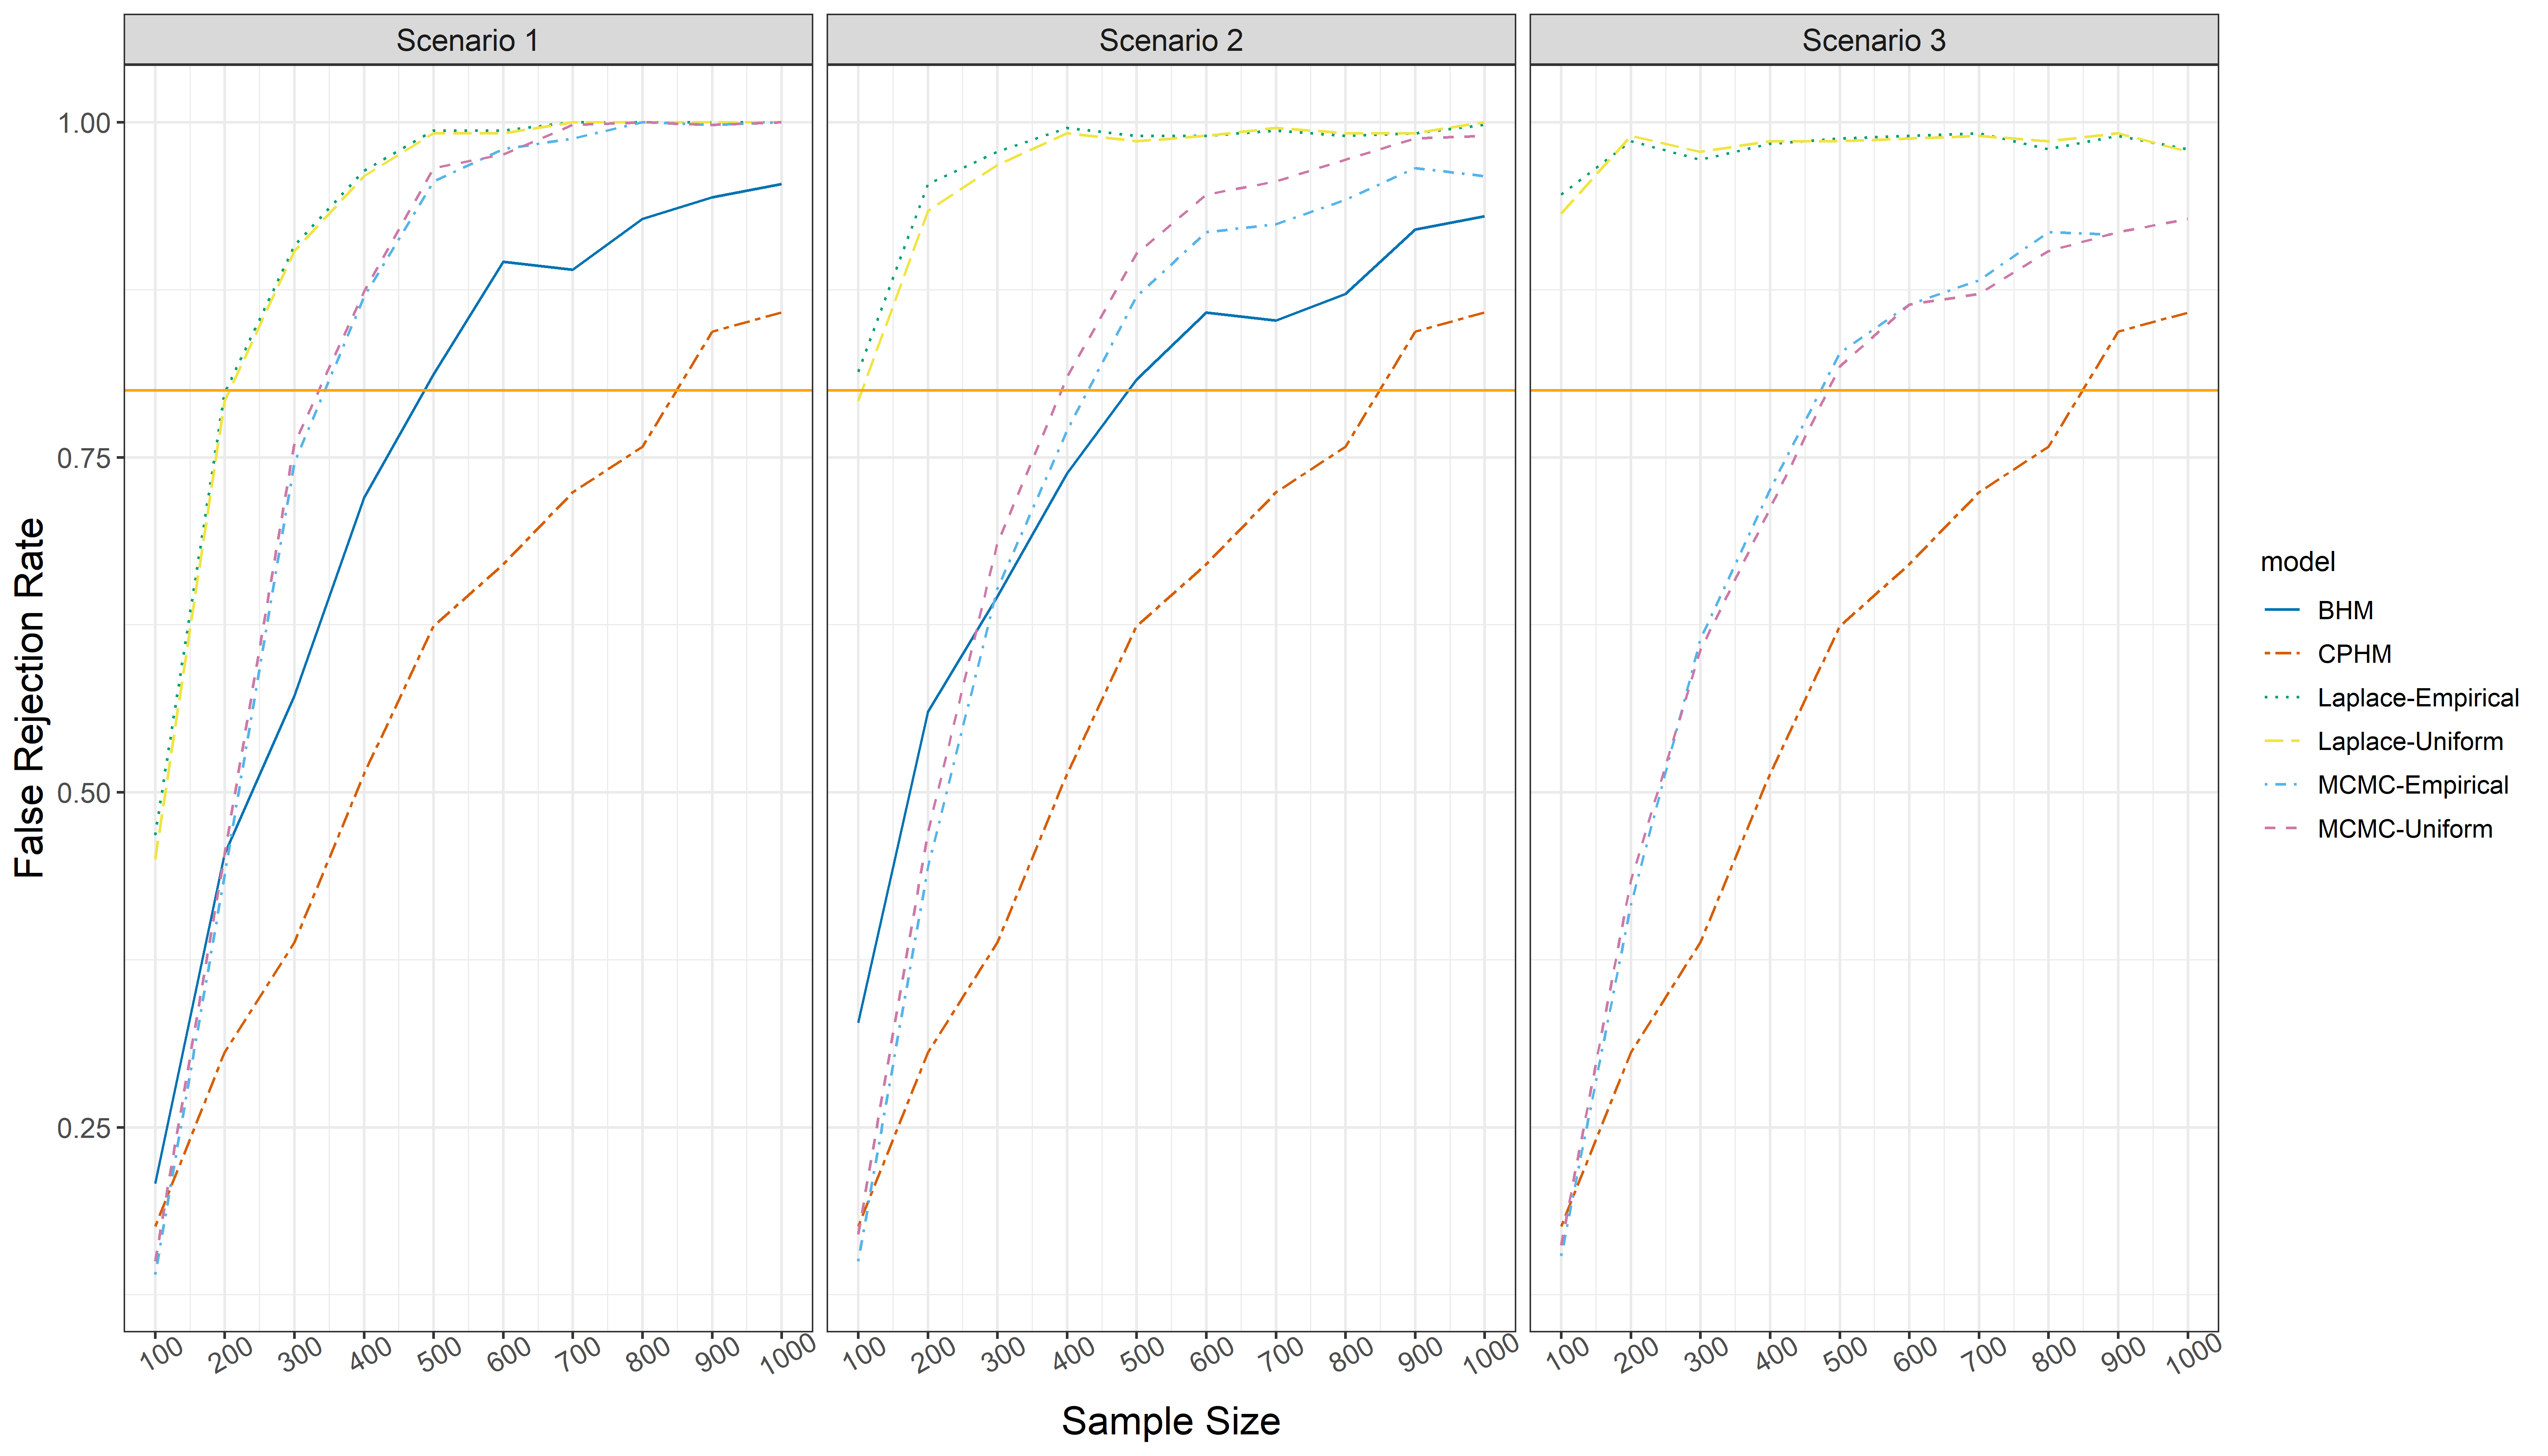 Scenario 1
Scenario 2
Scenario 3
False Rejection Rate
1.00
0.75
0.50
0.25
100 200 300 400 500 600 700 800 900 1000
100 200 300 400 500 600 700 800 900 1000
100 200 300 400 500 600 700 800 900 1000
Sample Size
model
BHM
CPHM
Laplace-Empirical
Laplace-Uniform
MCMC-Empirical
MCMC-Uniform